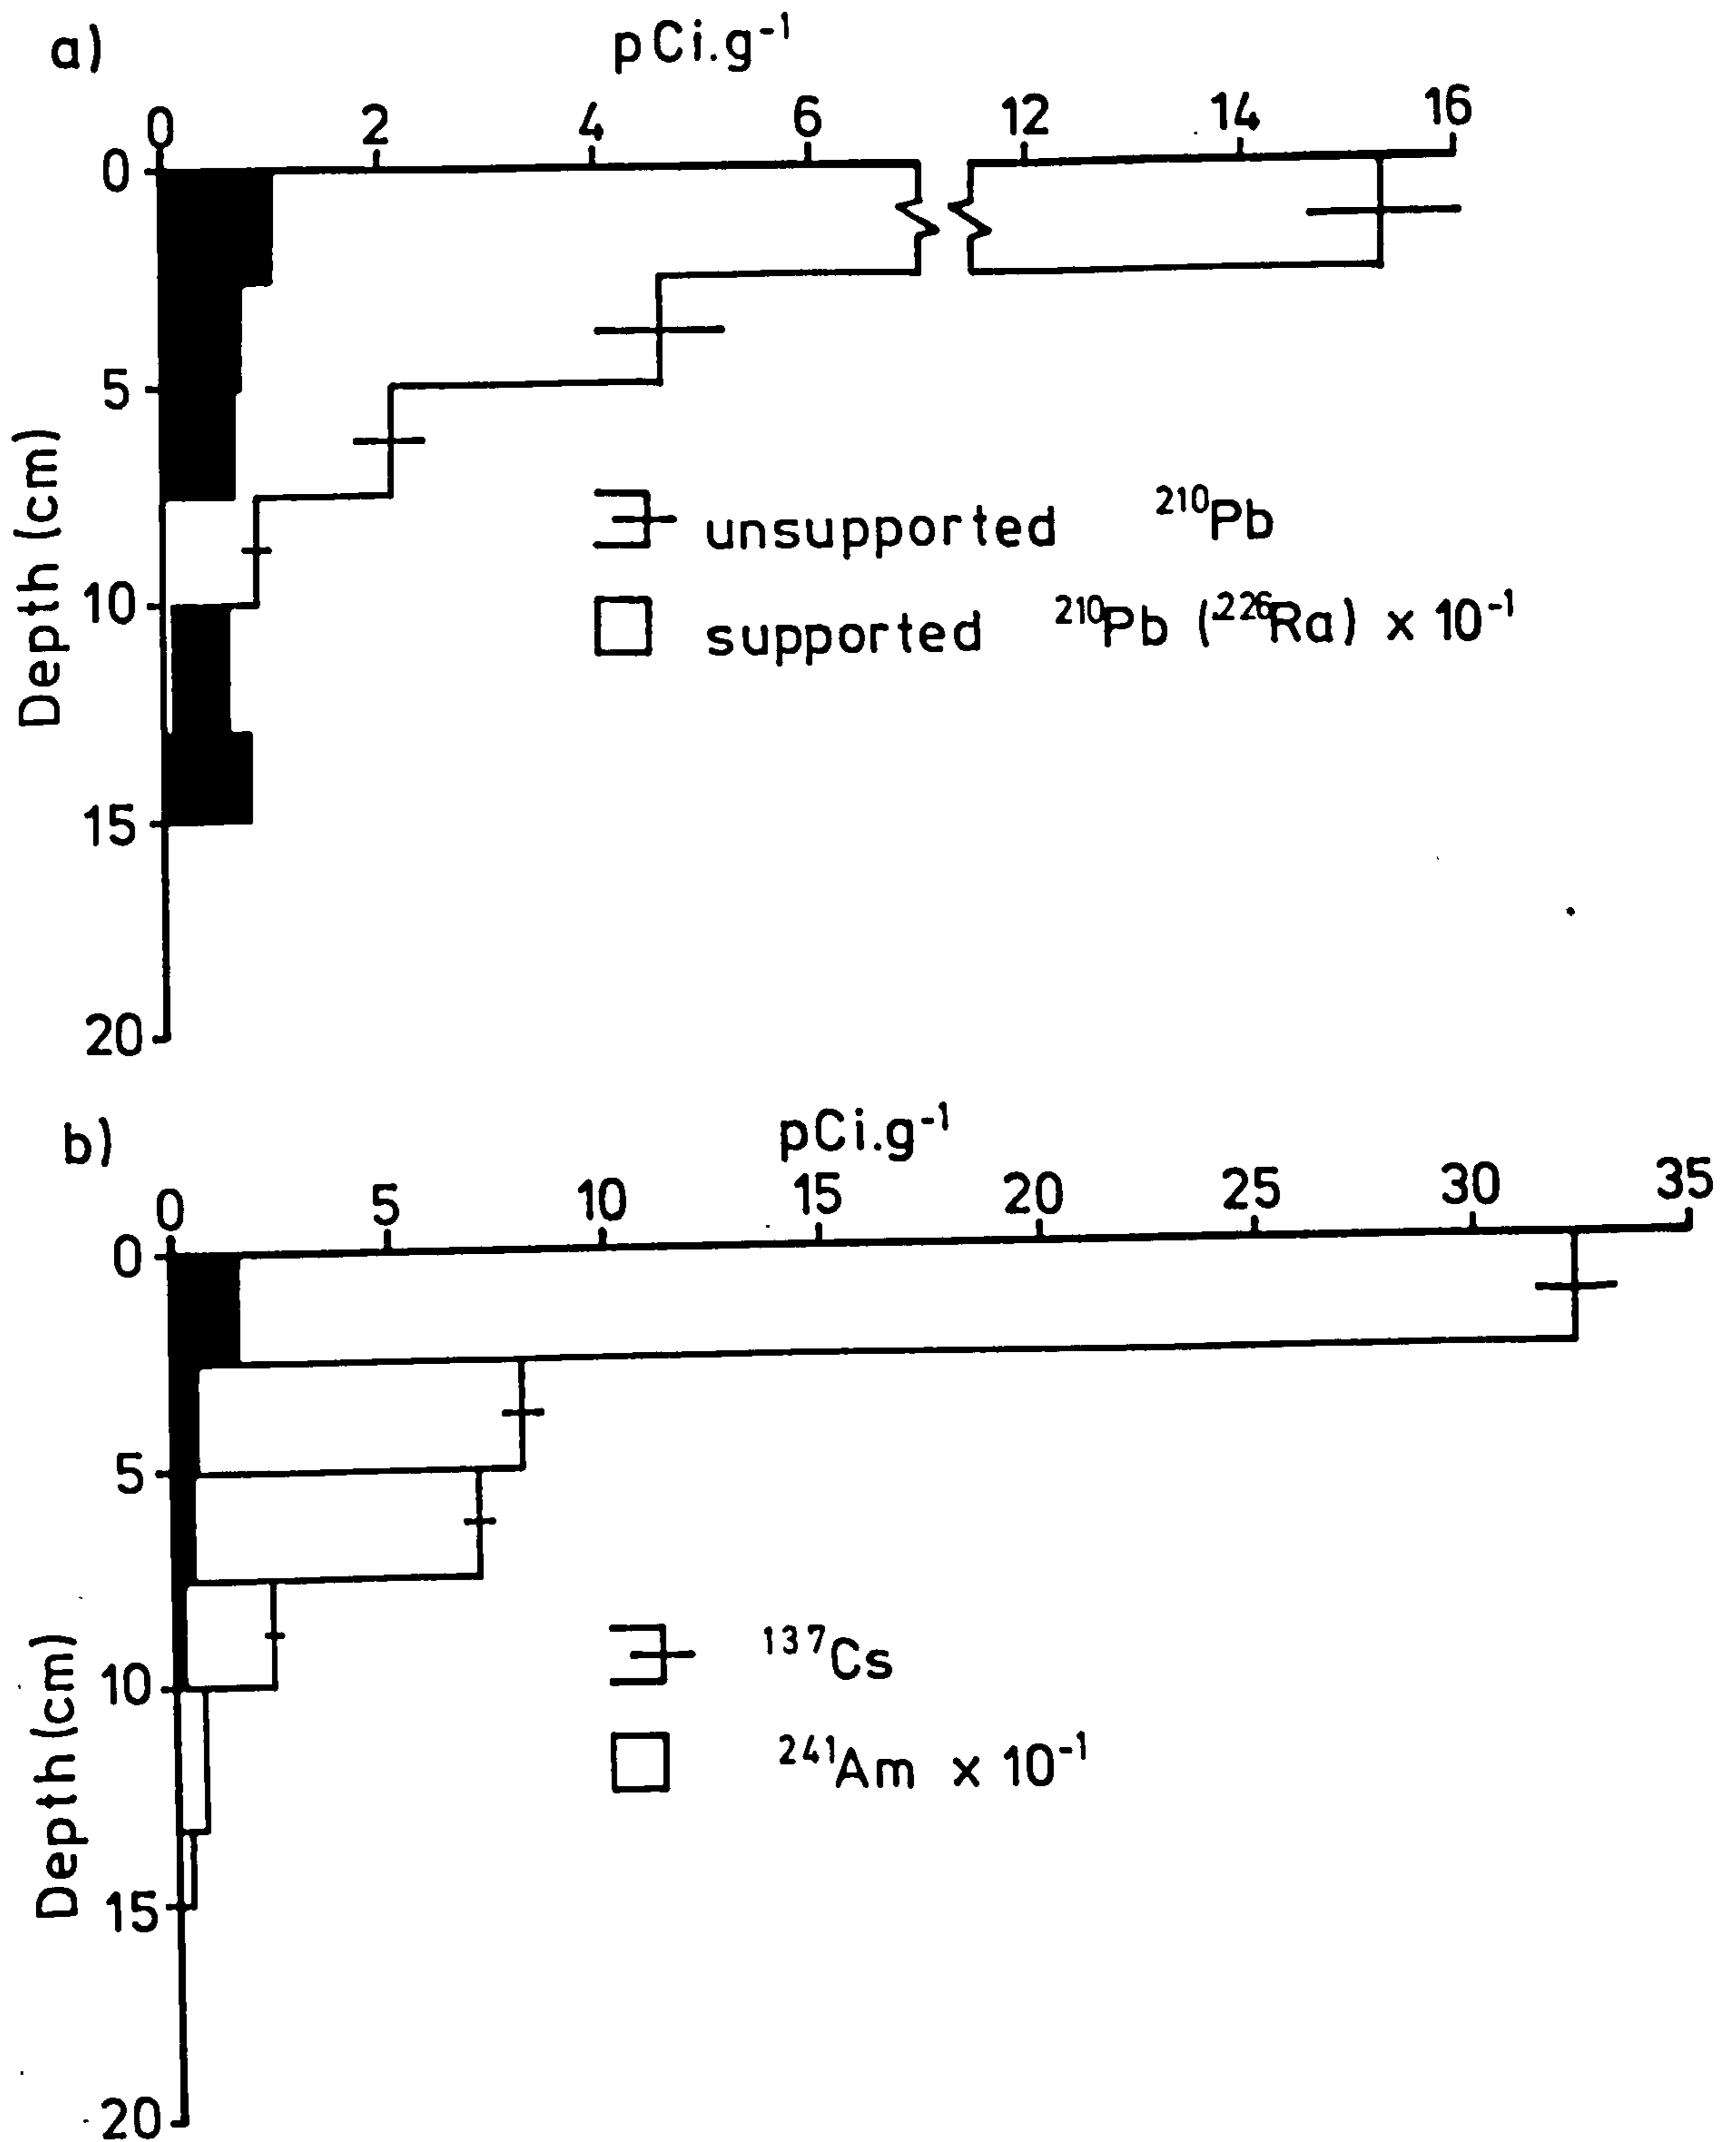 a)
pCi.g⁻¹
0 2 4 6 12 14 16
0
5
10
15
20
Depth (cm)
unsupported ²¹⁰Pb
supported ²¹⁰Pb (²²⁶Ra) x 10⁻¹
b)
pCi.g⁻¹
0 5 10 15 20 25 30 35
0
5
10
15
20
Depth (cm)
¹³⁷Cs
²⁴¹Am x 10⁻¹